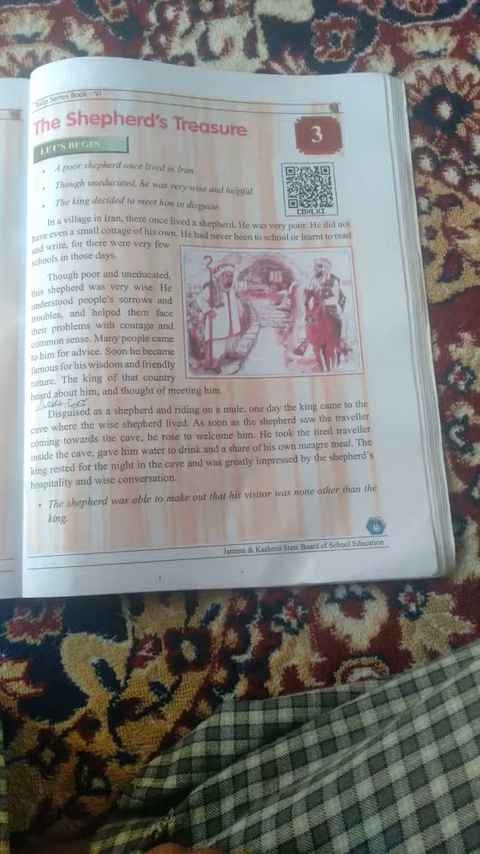 Tulip Series Book - VI
The Shepherd's Treasure
3
LET'S BEGIN
• A poor shepherd once lived in Iran.
• Though uneducated, he was very wise and helpful.
• The king decided to meet him in disguise.
CBXLXI
In a village in Iran, there once lived a shepherd. He was very poor. He did not
have even a small cottage of his own. He had never been to school or learnt to read
and write, for there were very few
schools in those days.
Though poor and uneducated,
this shepherd was very wise. He
understood people's sorrows and
troubles, and helped them face
their problems with courage and
common sense. Many people came
to him for advice. Soon he became
famous for his wisdom and friendly
nature. The king of that country
heard about him, and thought of meeting him.
Disguised as a shepherd and riding on a mule, one day the king came to the
cave where the wise shepherd lived. As soon as the shepherd saw the traveller
coming towards the cave, he rose to welcome him. He took the tired traveller
inside the cave, gave him water to drink and a share of his own meagre meal. The
king rested for the night in the cave and was greatly impressed by the shepherd's
hospitality and wise conversation.
• The shepherd was able to make out that his visitor was none other than the
king.
Jammu & Kashmir State Board of School Education